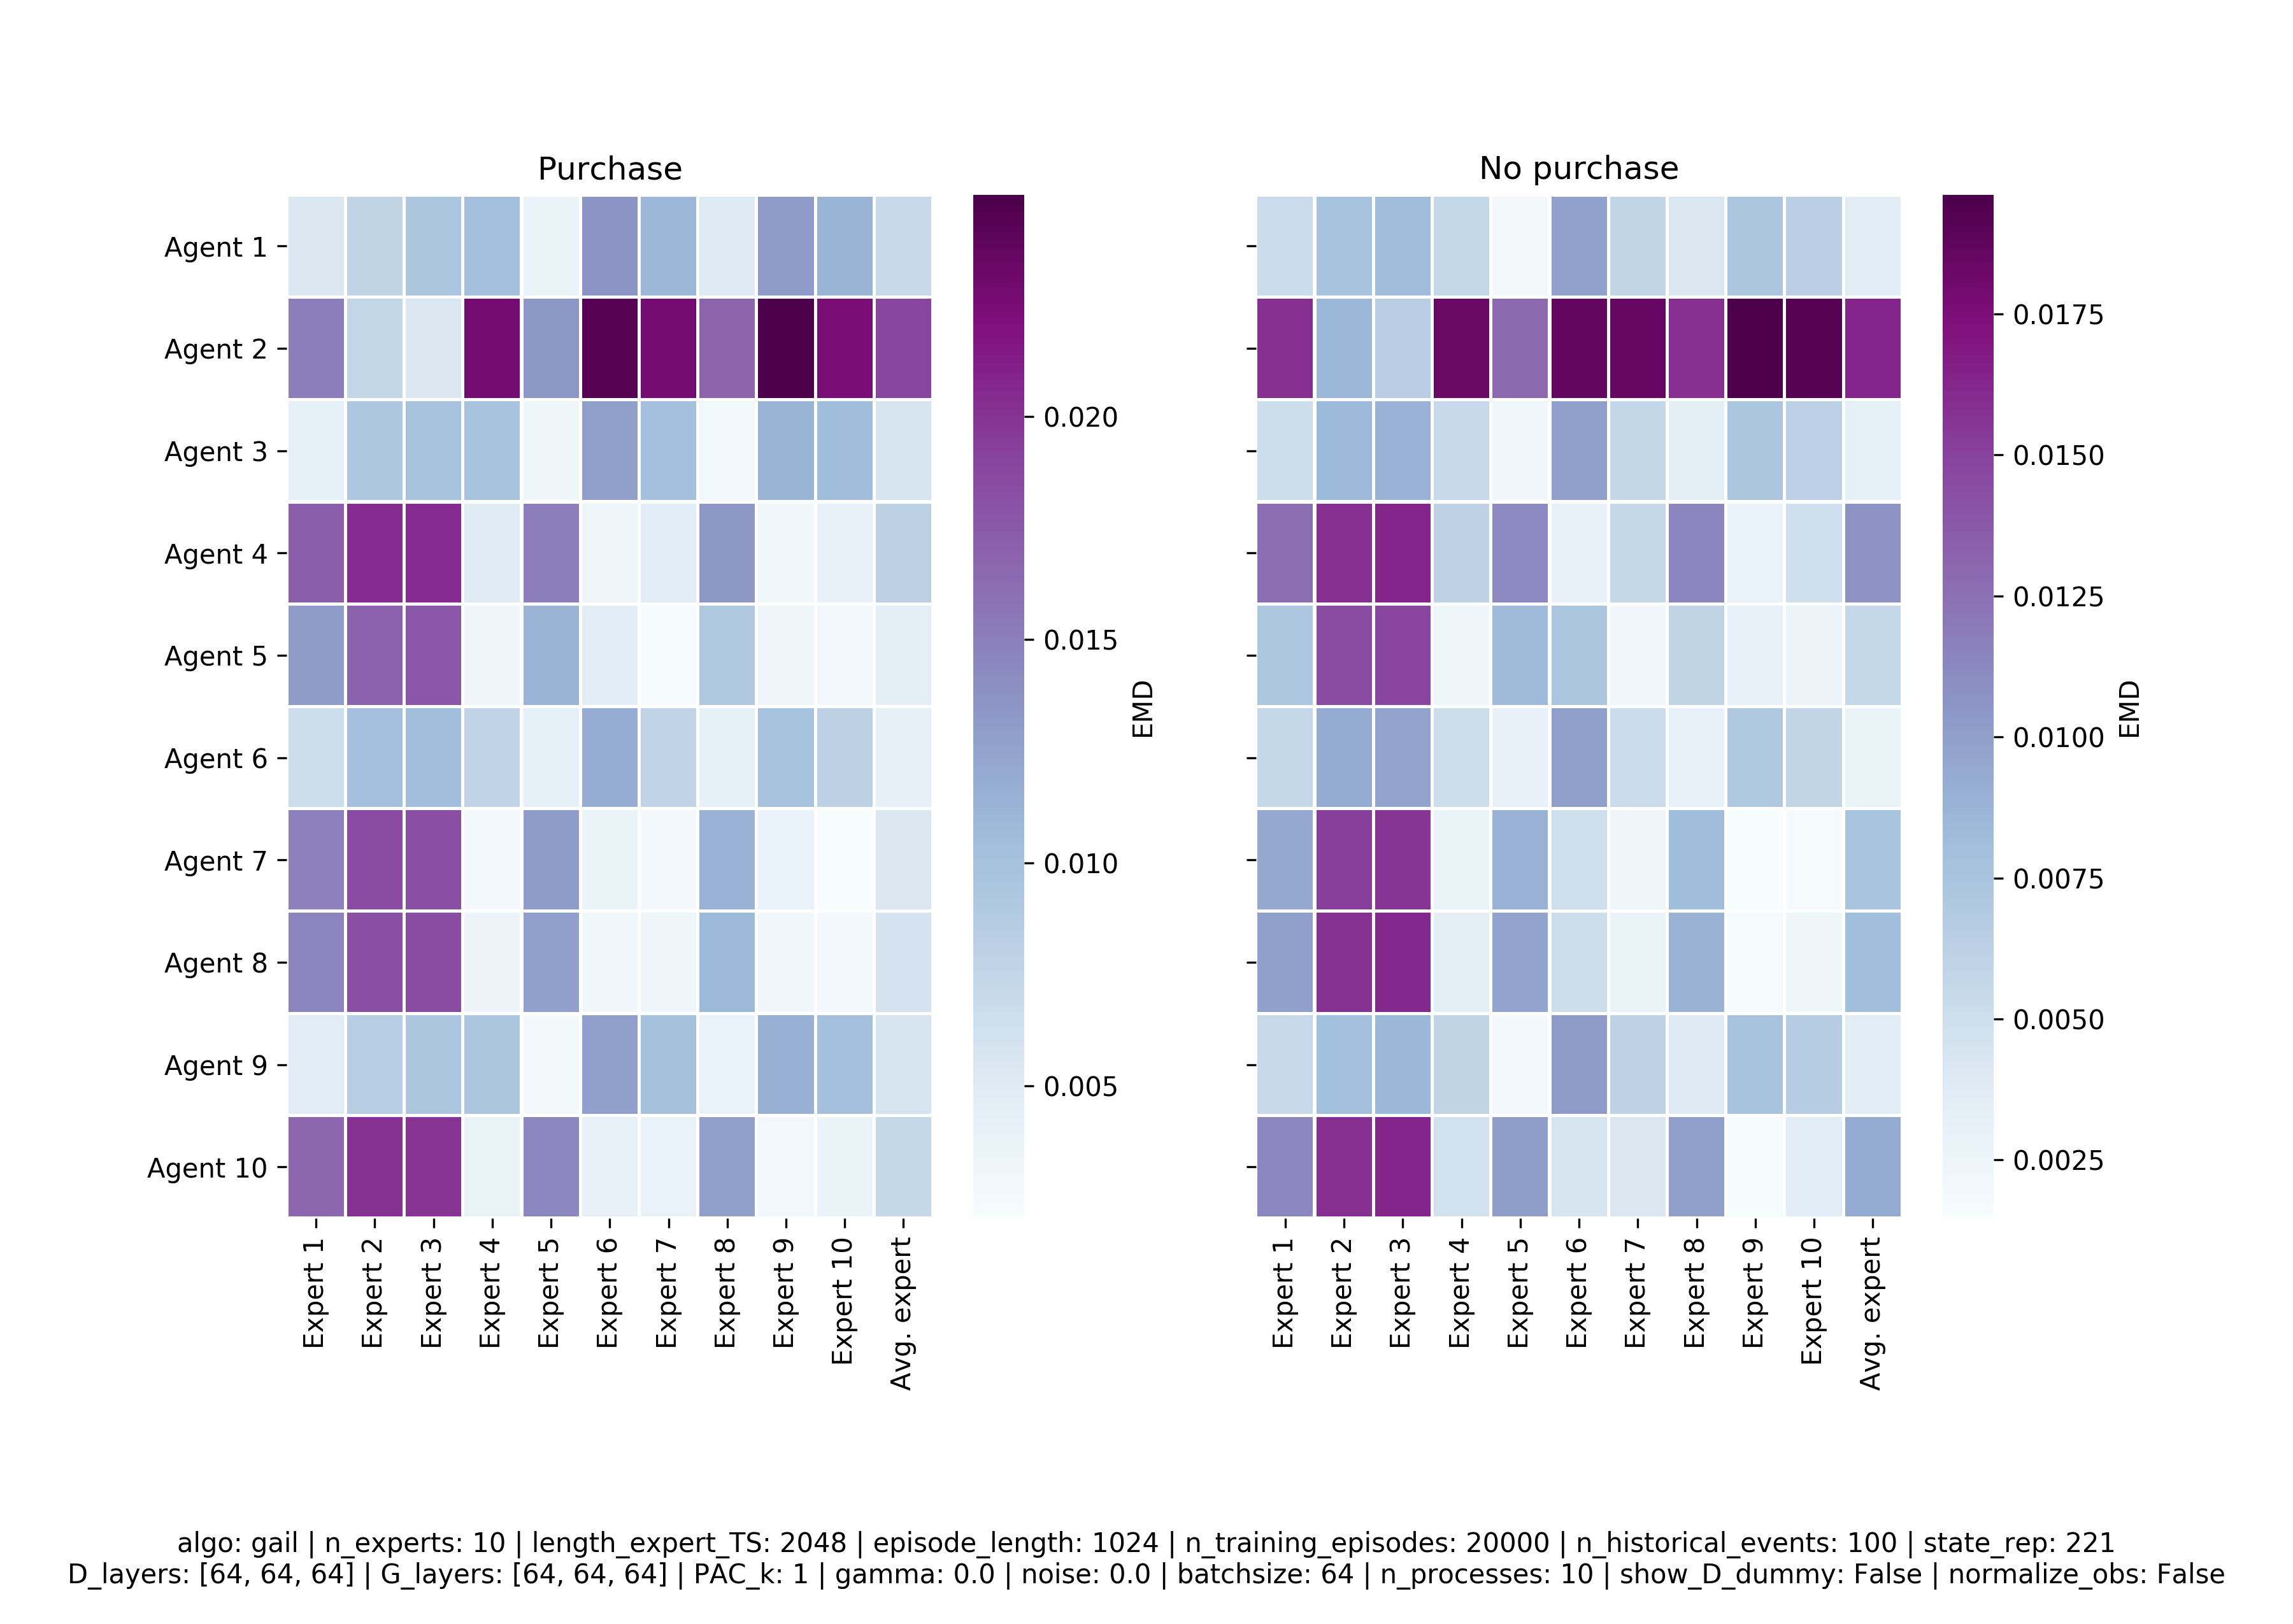 Purchase
No purchase
Agent 1
Agent 2
Agent 3
Agent 4
Agent 5
Agent 6
Agent 7
Agent 8
Agent 9
Agent 10
Expert 1
Expert 2
Expert 3
Expert 4
Expert 5
Expert 6
Expert 7
Expert 8
Expert 9
Expert 10
Avg. expert
0.020
0.015
0.010
0.005
EMD
Expert 1
Expert 2
Expert 3
Expert 4
Expert 5
Expert 6
Expert 7
Expert 8
Expert 9
Expert 10
Avg. expert
0.0175
0.0150
0.0125
0.0100
0.0075
0.0050
0.0025
EMD
algo: gail | n_experts: 10 | length_expert_TS: 2048 | episode_length: 1024 | n_training_episodes: 20000 | n_historical_events: 100 | state_rep: 221
D_layers: [64, 64, 64] | G_layers: [64, 64, 64] | PAC_k: 1 | gamma: 0.0 | noise: 0.0 | batchsize: 64 | n_processes: 10 | show_D_dummy: False | normalize_obs: False